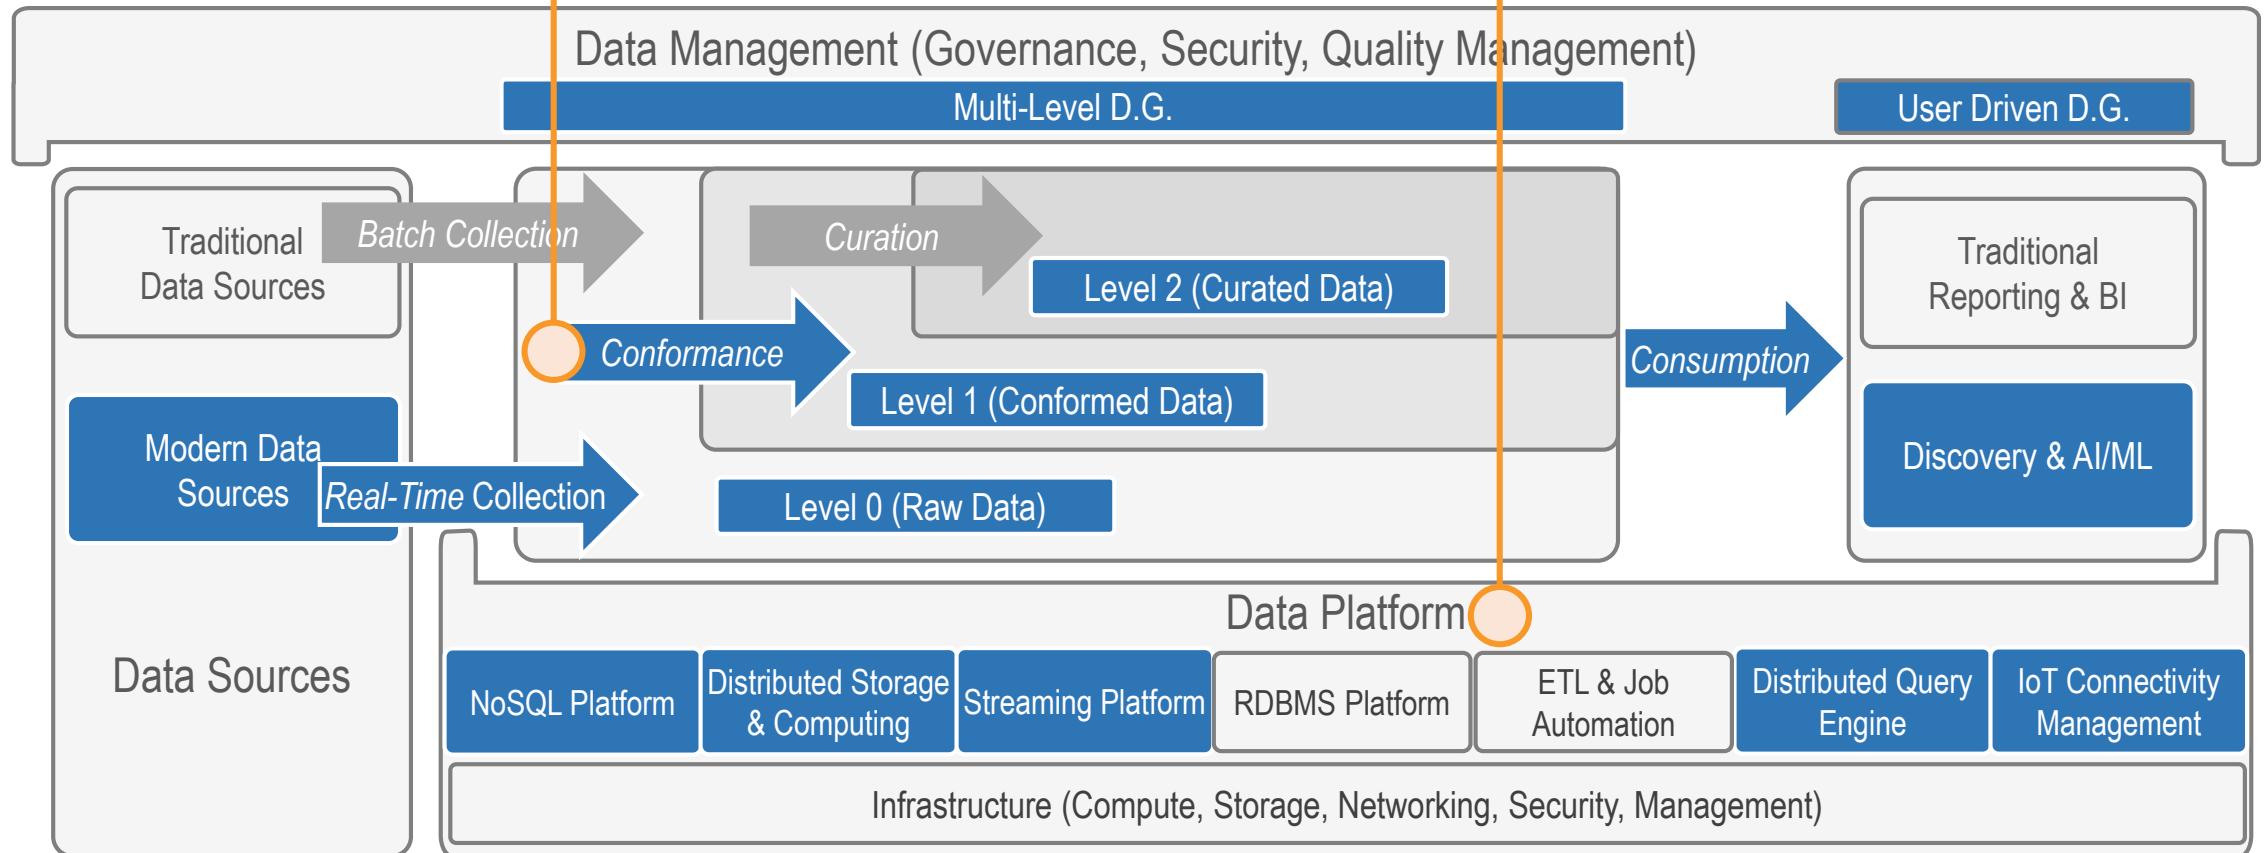 Data Management (Governance, Security, Quality Management)
Multi-Level D.G.
User Driven D.G.
Traditional
Data Sources
Batch Collection
Curation
Level 2 (Curated Data)
Traditional
Reporting & BI
Conformance
Consumption
Level 1 (Conformed Data)
Modern Data
Sources
Real-Time Collection
Level 0 (Raw Data)
Discovery & AI/ML
Data Sources
Data Platform
NoSQL Platform
Distributed Storage
& Computing
Streaming Platform
RDBMS Platform
ETL & Job
Automation
Distributed Query
Engine
IoT Connectivity
Management
Infrastructure (Compute, Storage, Networking, Security, Management)